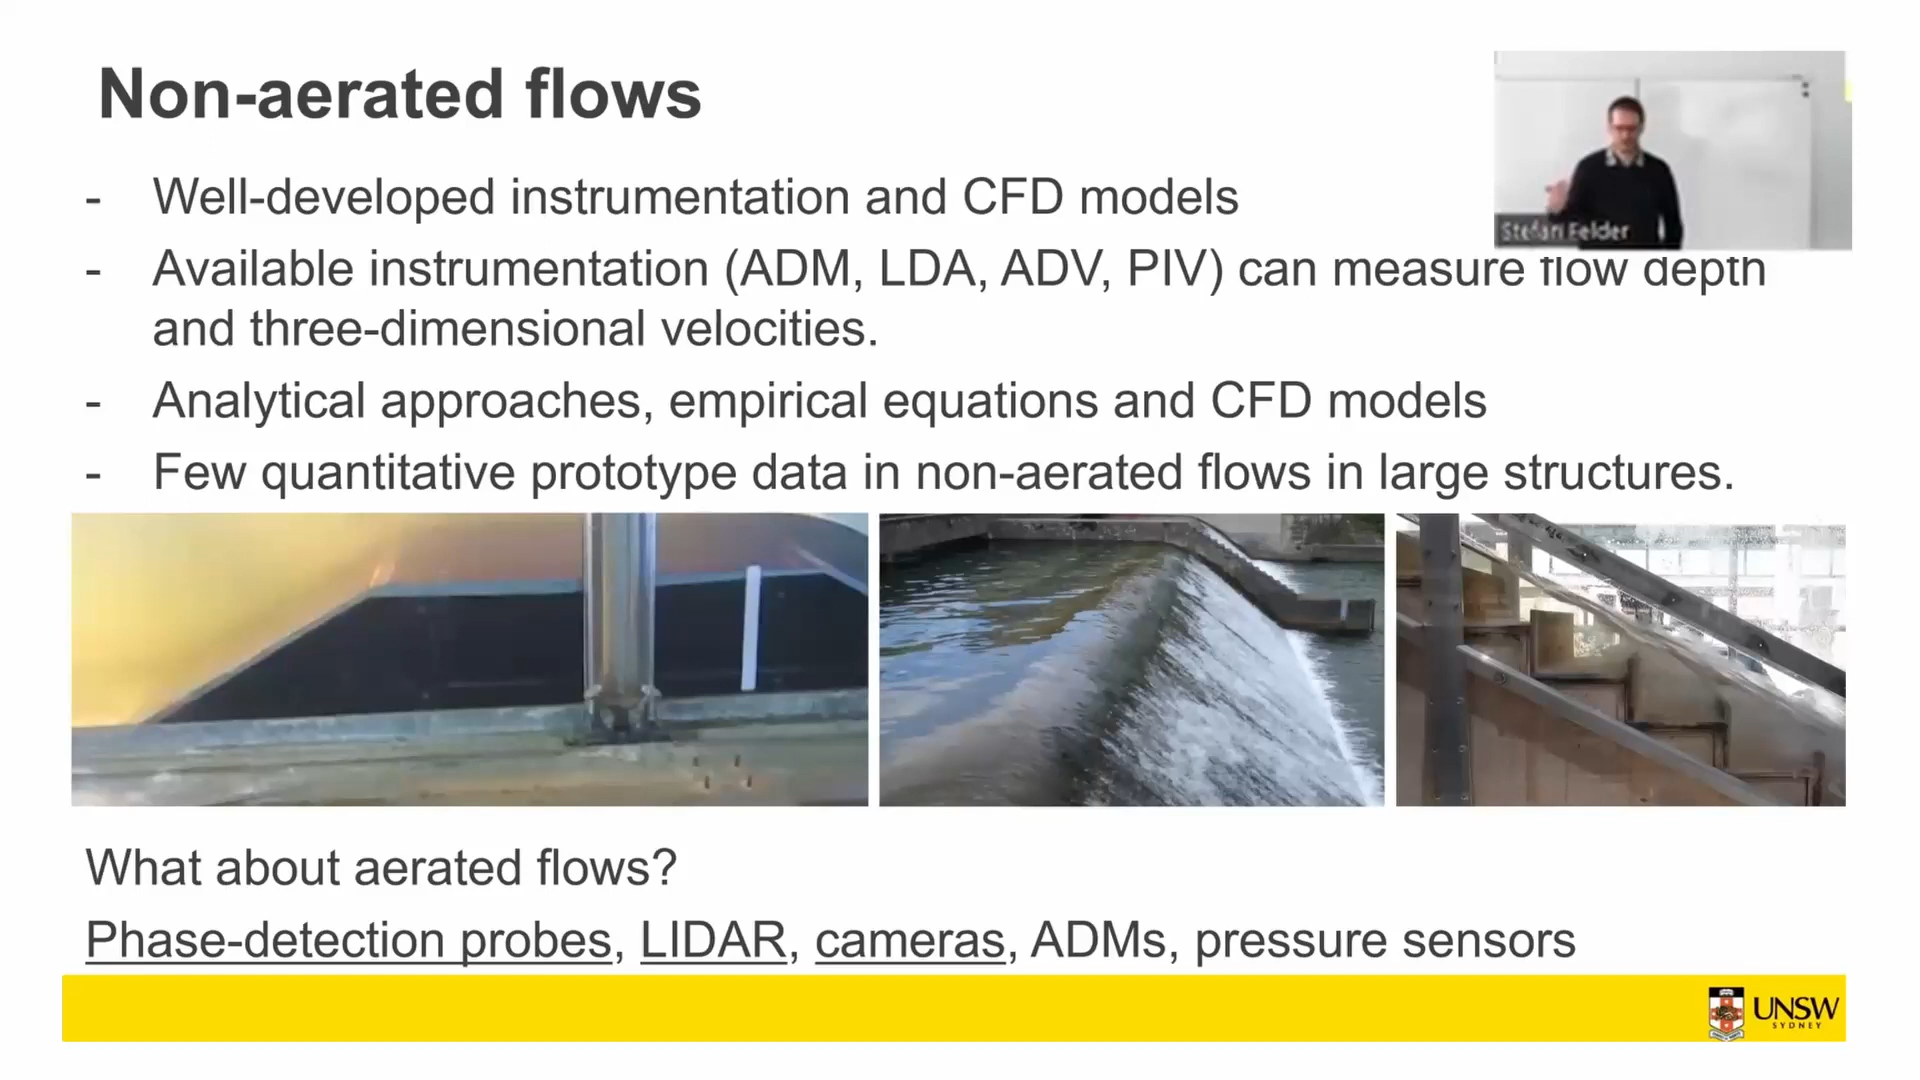 Non-aerated flows
- Well-developed instrumentation and CFD models
Stefan Felder
- Available instrumentation (ADM, LDA, ADV, PIV) can measure flow depth
and three-dimensional velocities.
- Analytical approaches, empirical equations and CFD models
- Few quantitative prototype data in non-aerated flows in large structures.
What about aerated flows?
Phase-detection probes, LIDAR, cameras, ADMs, pressure sensors
UNSW
SYDNEY